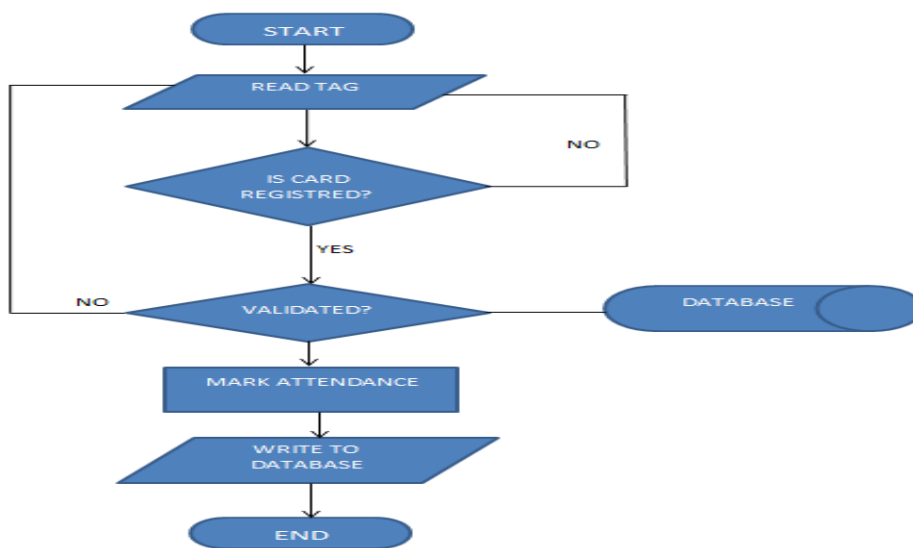 START
READ TAG
NO
IS CARD
REGISTRED?
YES
NO
VALIDATED?
DATABASE
MARK ATTENDANCE
WRITE TO
DATABASE
END